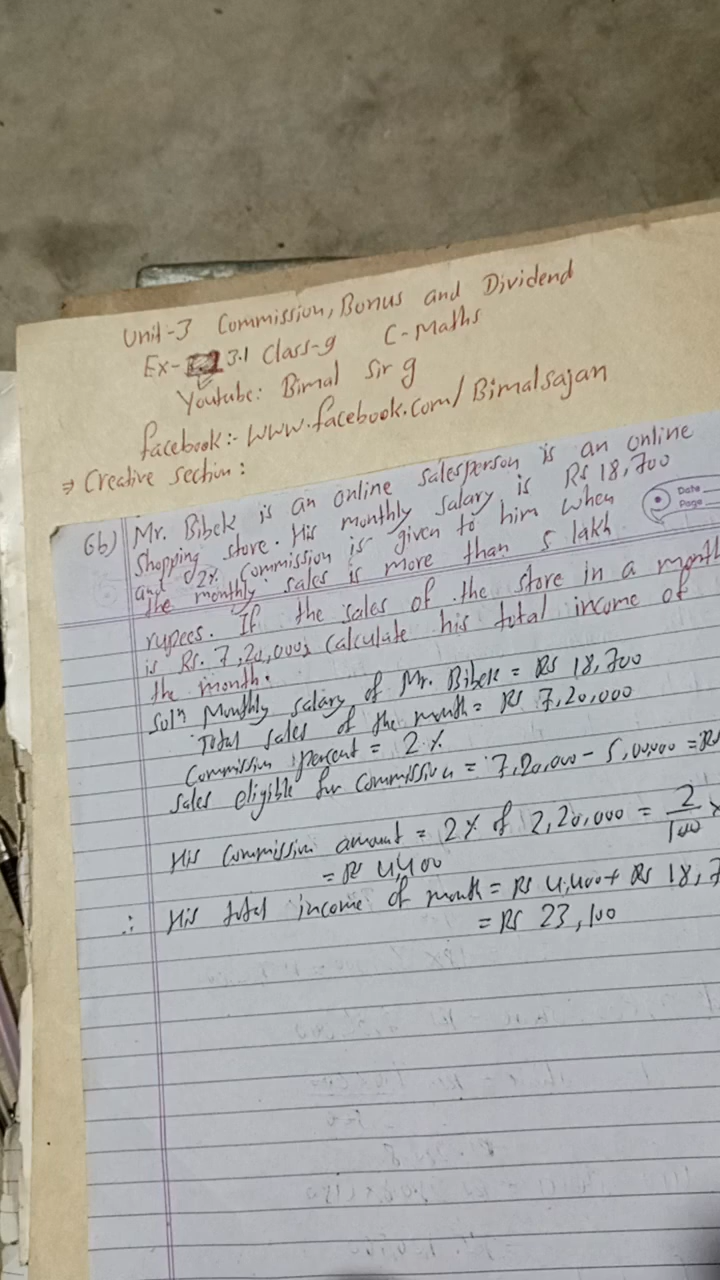 Unit-3 Commission, Bonus and Dividend
Ex- 3.1 Class-9 C-Maths
Youtube: Bimal Sir g
facebook:- www.facebook.com/Bimalsajan
⇒ Creative section:
Date
Page
6b) Mr. Bibek is an online salesperson is an online
shopping store. His monthly salary is Rs 18,700
and 2% commission is given to him when
the monthly sales is more than 5 lakh
rupees. If the sales of the store in a month
is Rs. 7,20,000, calculate his total income of
the month.
Solⁿ Monthly salary of Mr. Bibek = Rs 18,700
Total sales of the month = Rs 7,20,000
Commission percent = 2%
Sales eligible for commission = 7,20,000 - 5,00,000 = Rs
His commission amount = 2% of 2,20,000 = 2/100 ×
= Rs 4,400
∴ His total income of month = Rs 4,400 + Rs 18,7
= Rs 23,100